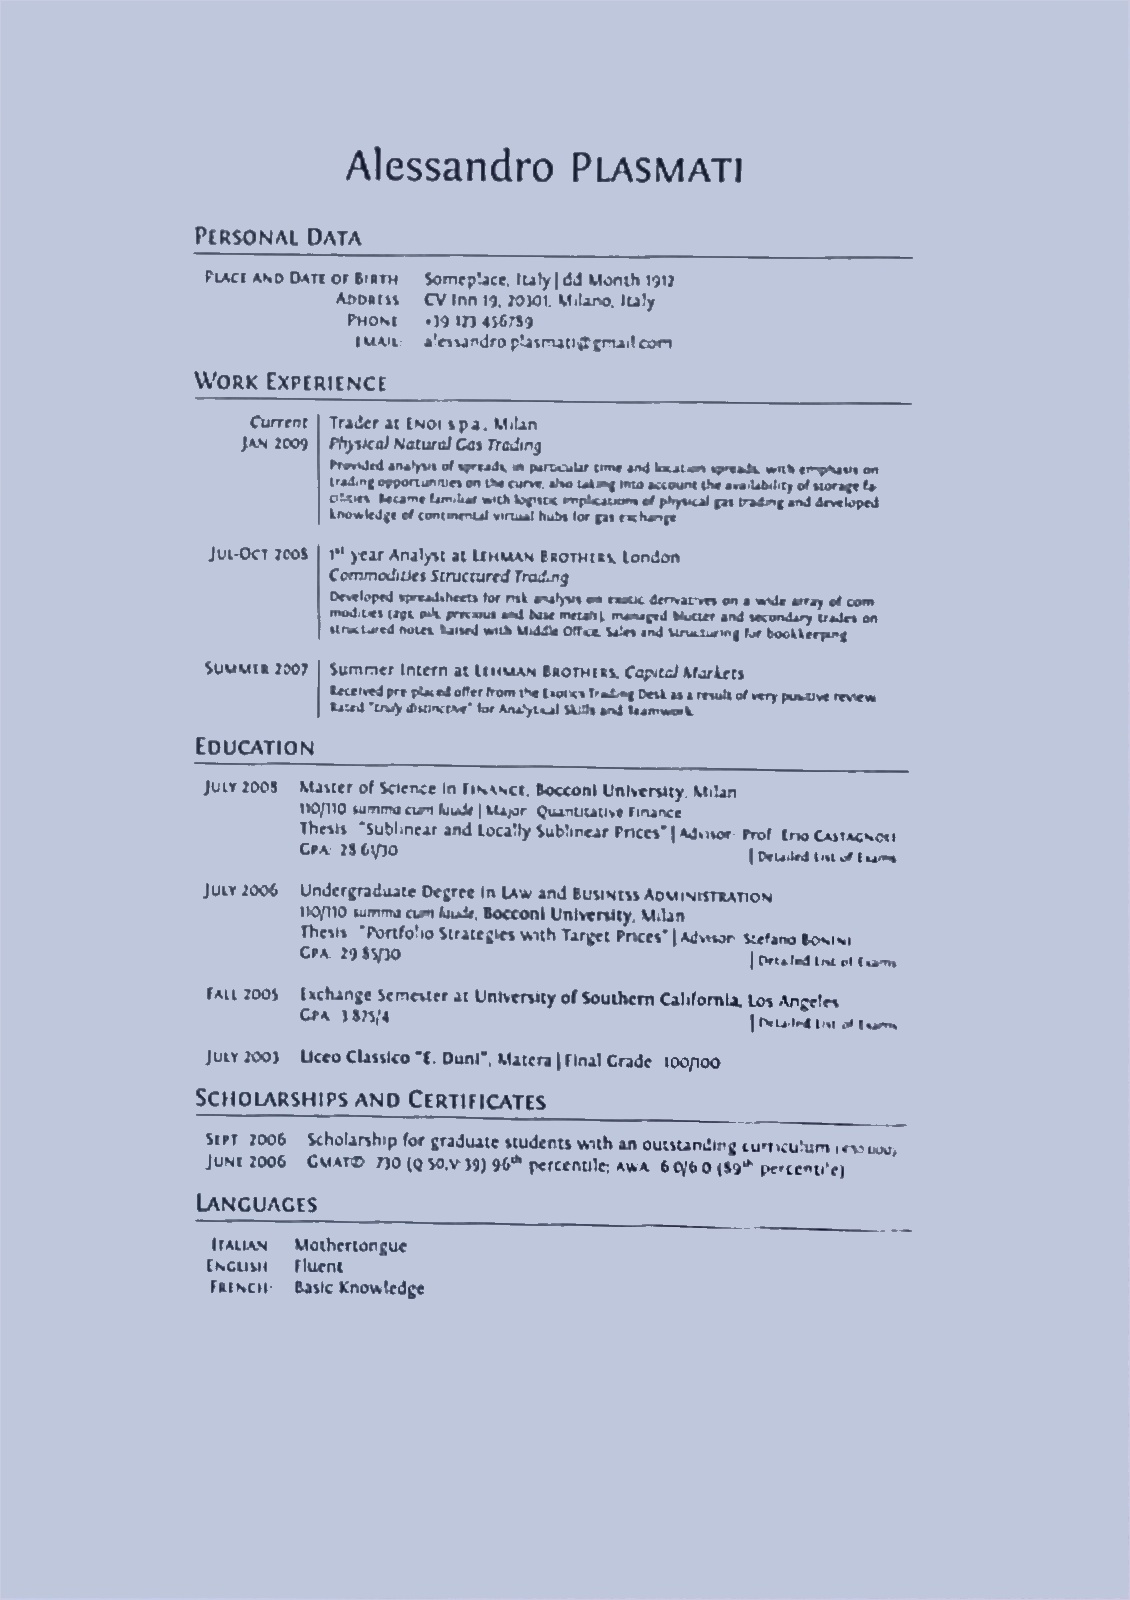 Alessandro PLASMATI
PERSONAL DATA
PLACE AND DATE OF BIRTH Someplace, Italy | dd Month 1912
ADDRESS CV Inn 19, 20301, Milano, Italy
PHONE +39 123 456789
EMAIL: alessandro.plasmati@gmail.com
WORK EXPERIENCE
Current Trader at ENOI s.p.a., Milan
JAN 2009 Physical Natural Gas Trading
Provided analysis of spreads, in particular time and location spreads, with emphasis on
trading opportunities on the curve, also taking into account the availability of storage fa-
cilities. Became familiar with logistic implications of physical gas trading and developed
knowledge of continental virtual hubs for gas exchange
JUL-OCT 2008 1st year Analyst at LEHMAN BROTHERS, London
Commodities Structured Trading
Developed spreadsheets for risk analysis on exotic derivatives on a wide array of com
modities (agr, oils, precious and base metals), managed blotter and secondary trades on
structured notes, liaised with Middle Office, Sales and Structuring for bookkeeping
SUMMER 2007 Summer Intern at LEHMAN BROTHERS, Capital Markets
Received pre placed offer from the Exotics Trading Desk as a result of very positive review
Rated "truly distinctive" for Analytical Skills and Teamwork
EDUCATION
JULY 2008 Master of Science in FINANCE, Bocconi University, Milan
110/110 summa cum laude | Major Quantitative Finance
Thesis "Sublinear and Locally Sublinear Prices" | Advisor: Prof Erio CASTAGNOLI
GPA: 28.61/30 | Detailed List of Exams
JULY 2006 Undergraduate Degree in LAW and BUSINESS ADMINISTRATION
110/110 summa cum laude, Bocconi University, Milan
Thesis "Portfolio Strategies with Target Prices" | Advisor: Stefano BONINI
GPA 29.85/30 | Detailed List of Exams
FALL 2005 Exchange Semester at University of Southern California, Los Angeles
GPA 3.825/4 | Detailed List of Exams
JULY 2003 Liceo Classico "E. Duni", Matera | Final Grade 100/100
SCHOLARSHIPS AND CERTIFICATES
SEPT 2006 Scholarship for graduate students with an outstanding curriculum
JUNE 2006 GMAT© 730 (Q 50,V 39) 96th percentile; AWA 6.0/6.0 (89th percentile)
LANGUAGES
ITALIAN Mothertongue
ENGLISH Fluent
FRENCH: Basic Knowledge